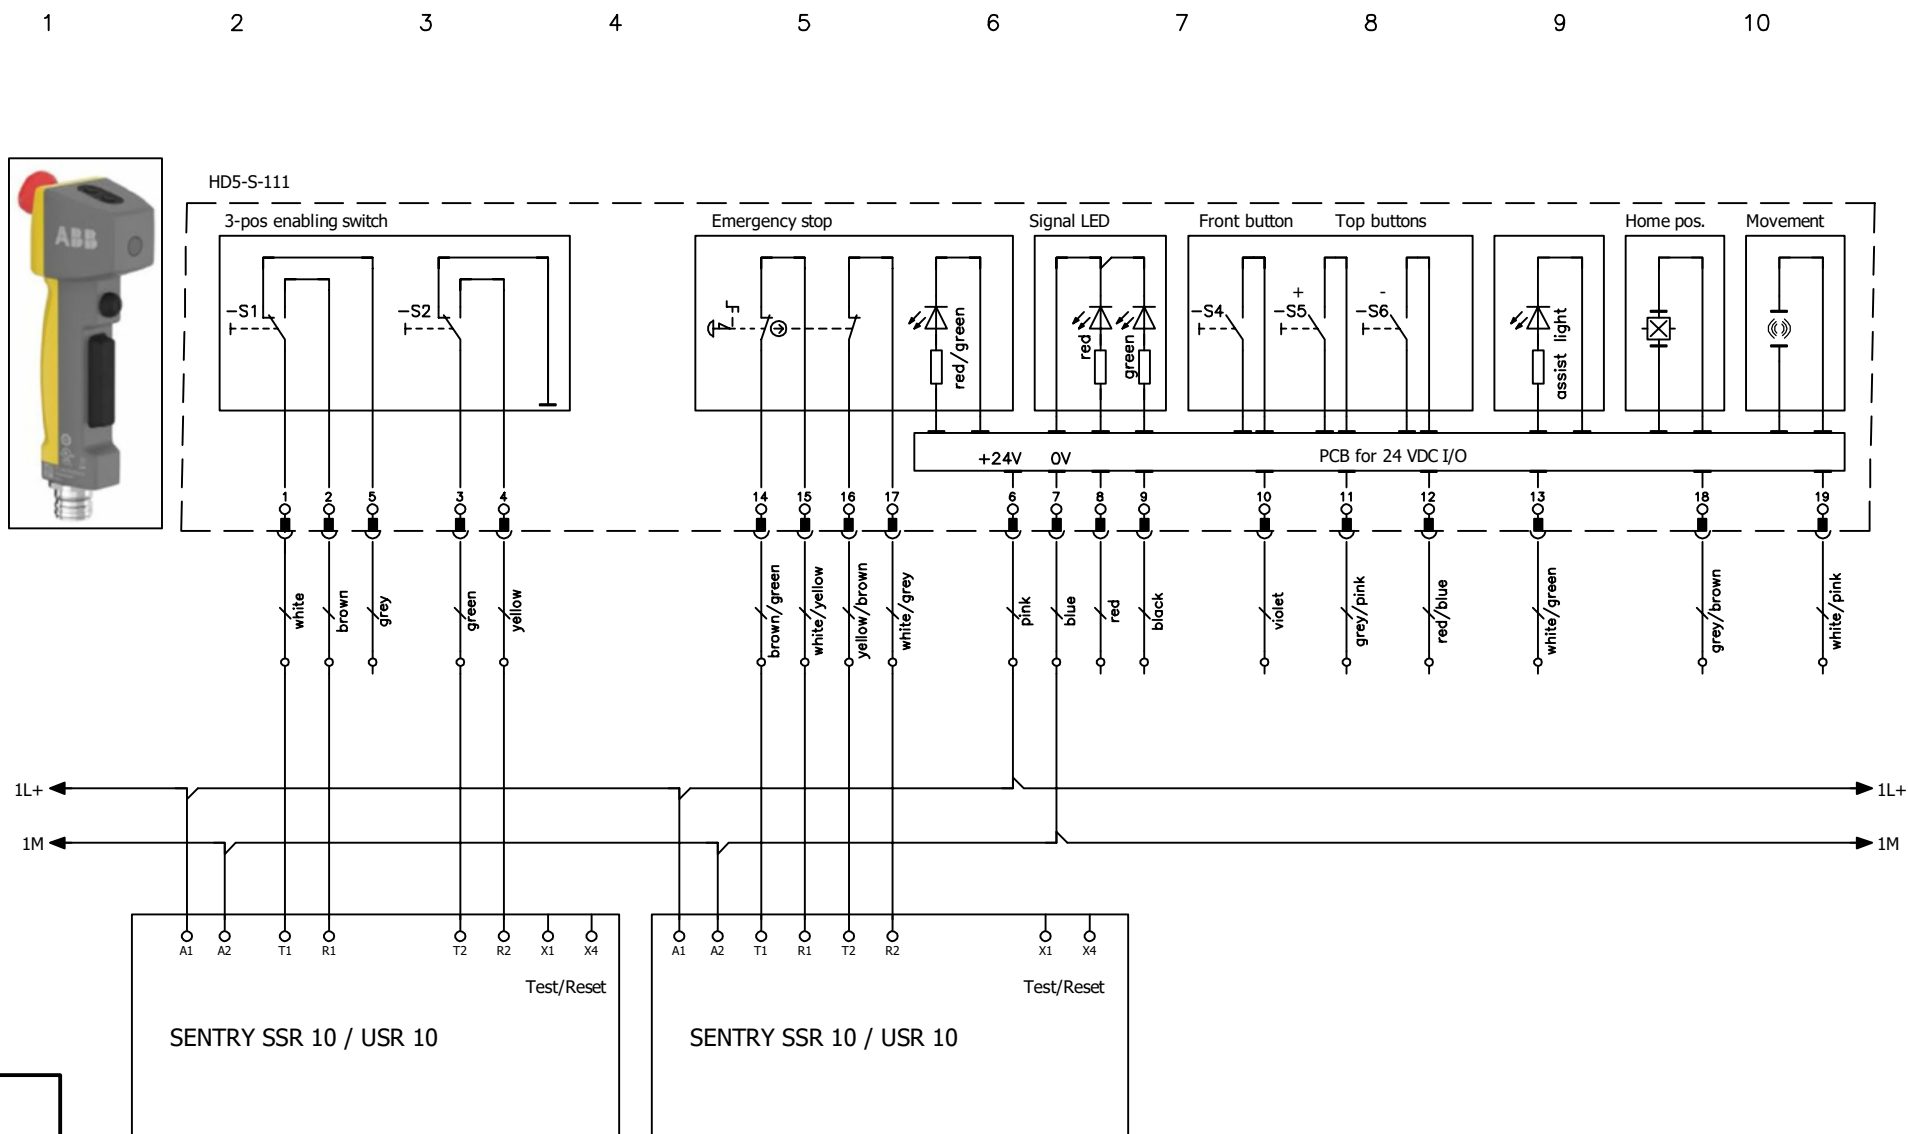 1 2 3 4 5 6 7 8 9 10
ABB
HD5-S-111
3-pos enabling switch Emergency stop Signal LED Front button Top buttons Home pos. Movement
+ -
-S1 -S2 -S4 -S5 -S6
red/green red green assist light
+24V 0V PCB for 24 VDC I/O
1 2 5 3 4 14 15 16 17 6 7 8 9 10 11 12 13 18 19
white brown grey green yellow brown/green white/yellow yellow/brown white/grey pink blue red black violet grey/pink red/blue white/green grey/brown white/pink
1L+ 1L+
1M 1M
A1 A2 T1 R1 T2 R2 X1 X4 A1 A2 T1 R1 T2 R2 X1 X4
Test/Reset Test/Reset
SENTRY SSR 10 / USR 10 SENTRY SSR 10 / USR 10